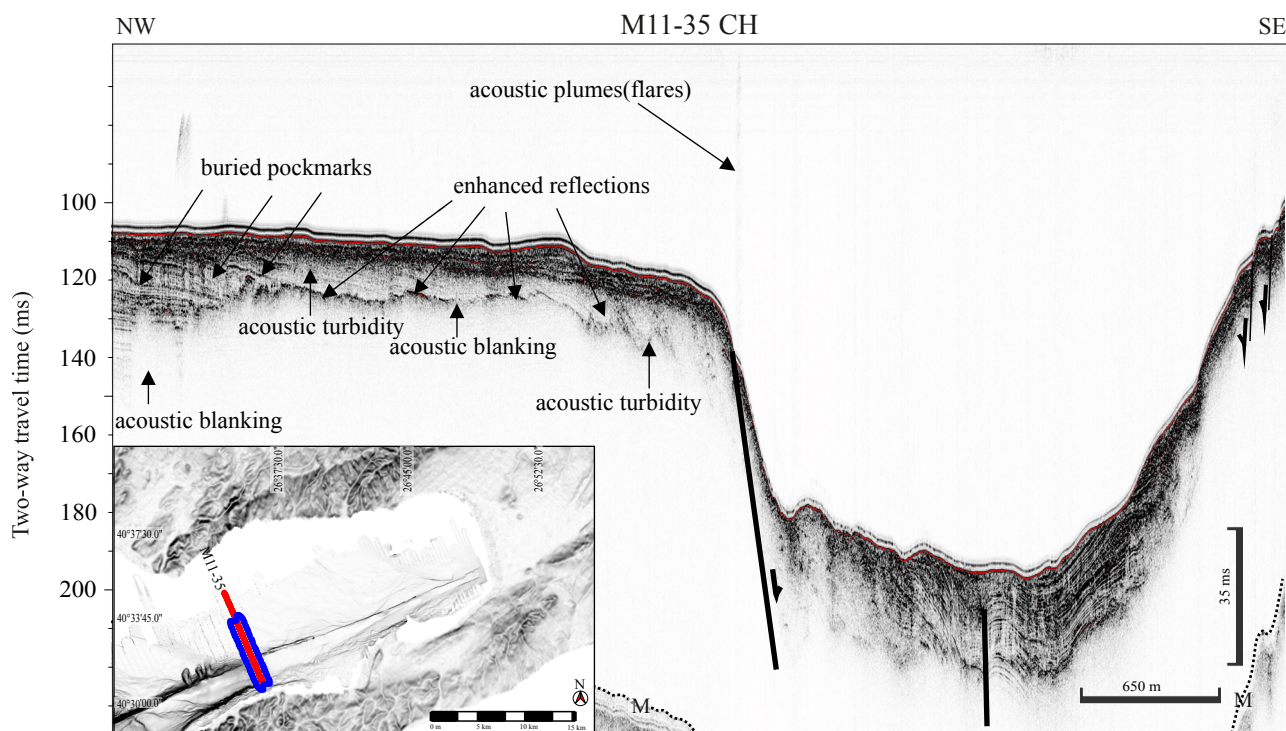 NW
M11-35 CH
SE
acoustic plumes(flares)
buried pockmarks
enhanced reflections
100
120
acoustic turbidity
acoustic blanking
140
acoustic turbidity
acoustic blanking
160
180
200
Two-way travel time (ms)
35 ms
650 m
M
M
26°37'30.0"
26°45'00.0"
26°52'30.0"
40°37'30.0"
40°33'45.0"
40°30'00.0"
M11-35
N
0 m
5 km
10 km
15 km